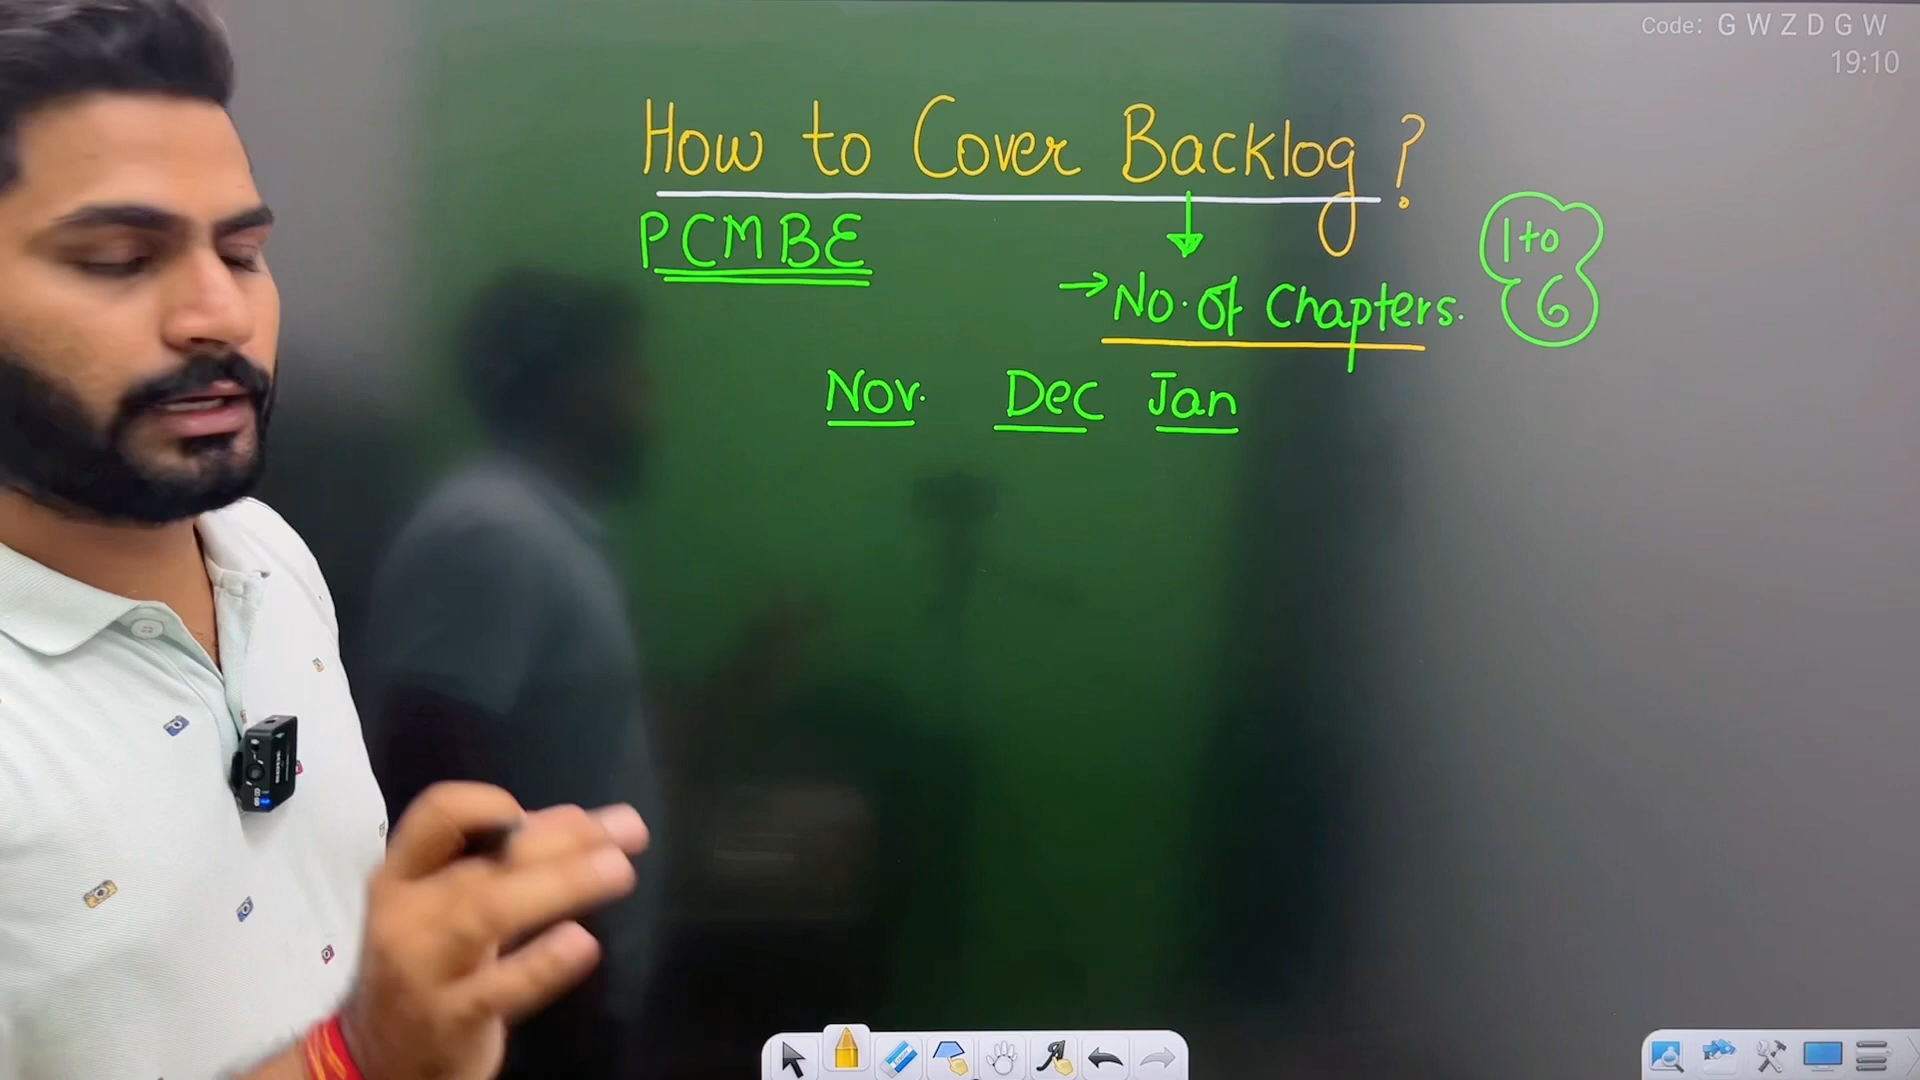 Code: G W Z D G W
19:10
How to Cover Backlog ?
PCMBE
→ No. of Chapters.
1 to
6
Nov. Dec Jan